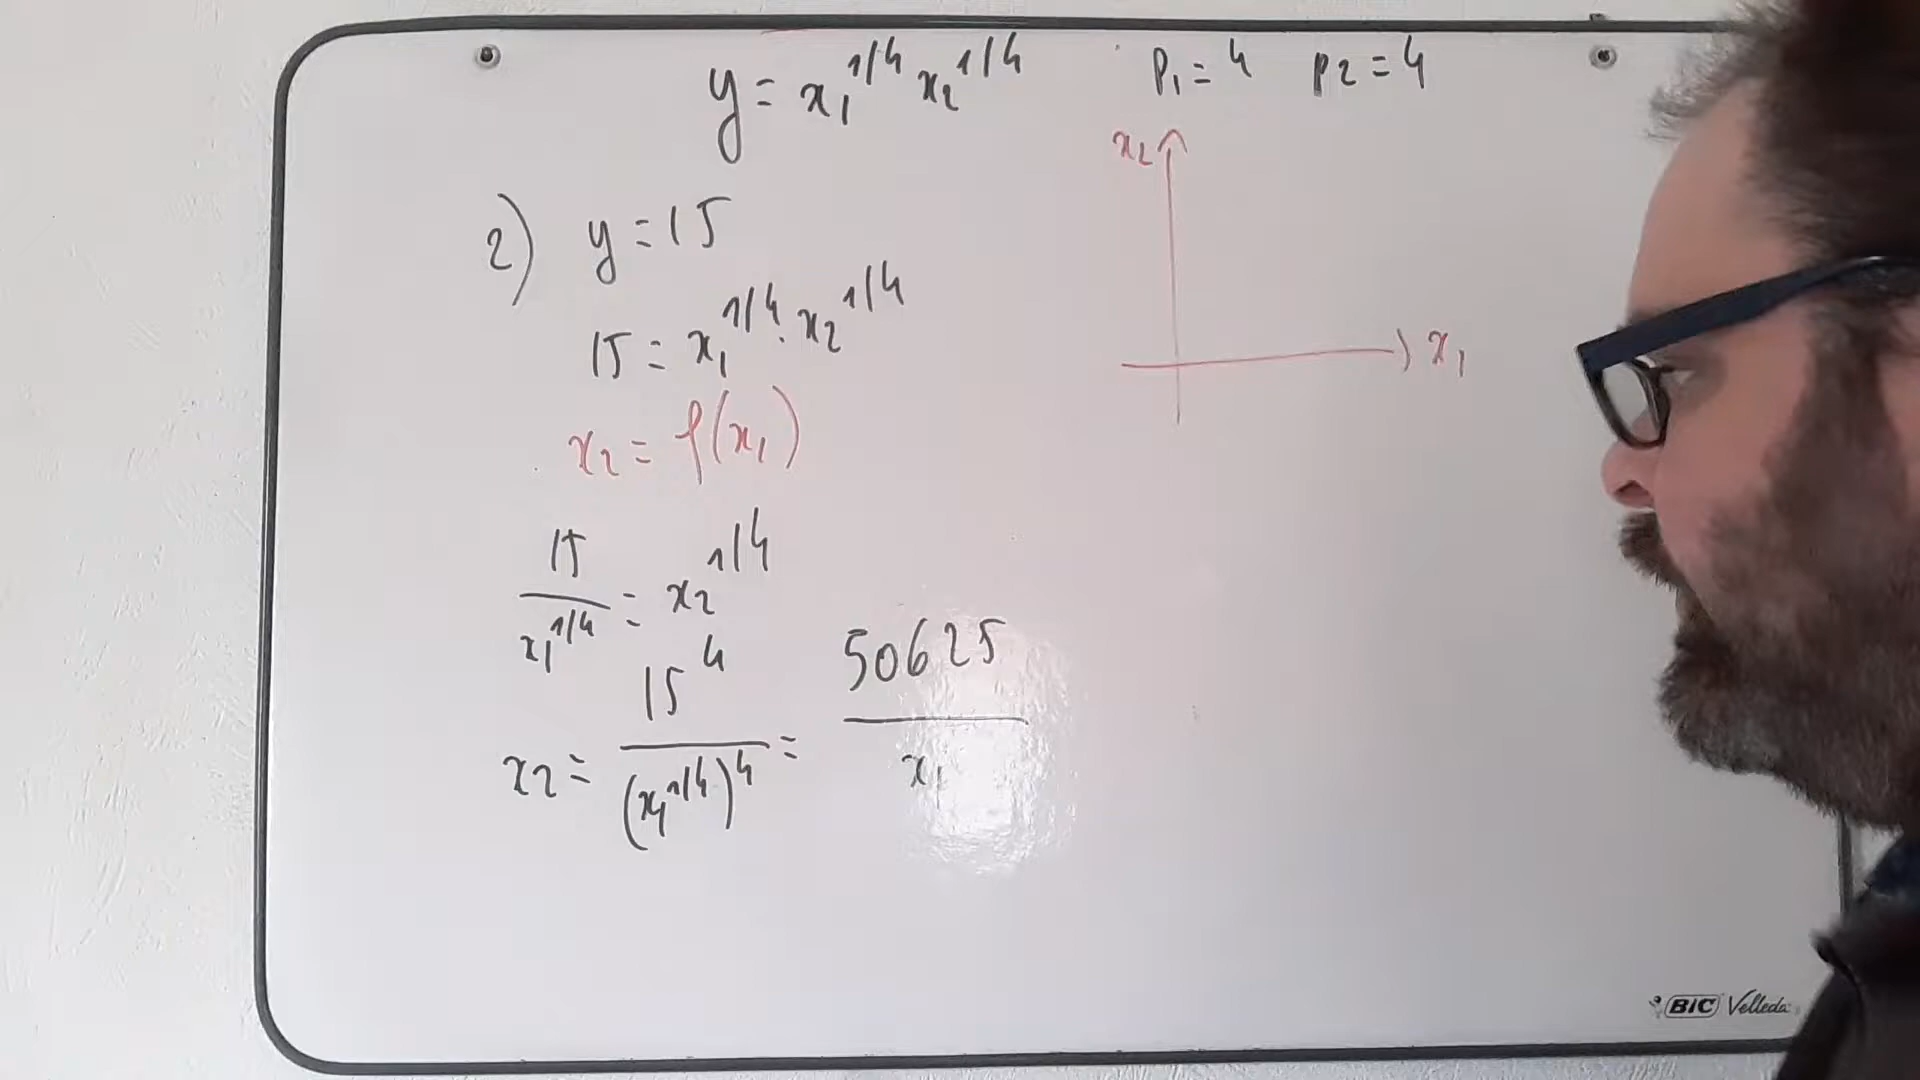 y = x₁^1/4 x₂^1/4 p₁ = 4 p2 = 4
x₂
2) y = 15
15 = x₁^1/4 · x₂^1/4
x₁
x₂ = f(x₁)
15 / x₁^1/4 = x₂^1/4
x2 = 15^4 / (x₁^1/4)^4 = 50625 / x₁
BIC Velleda